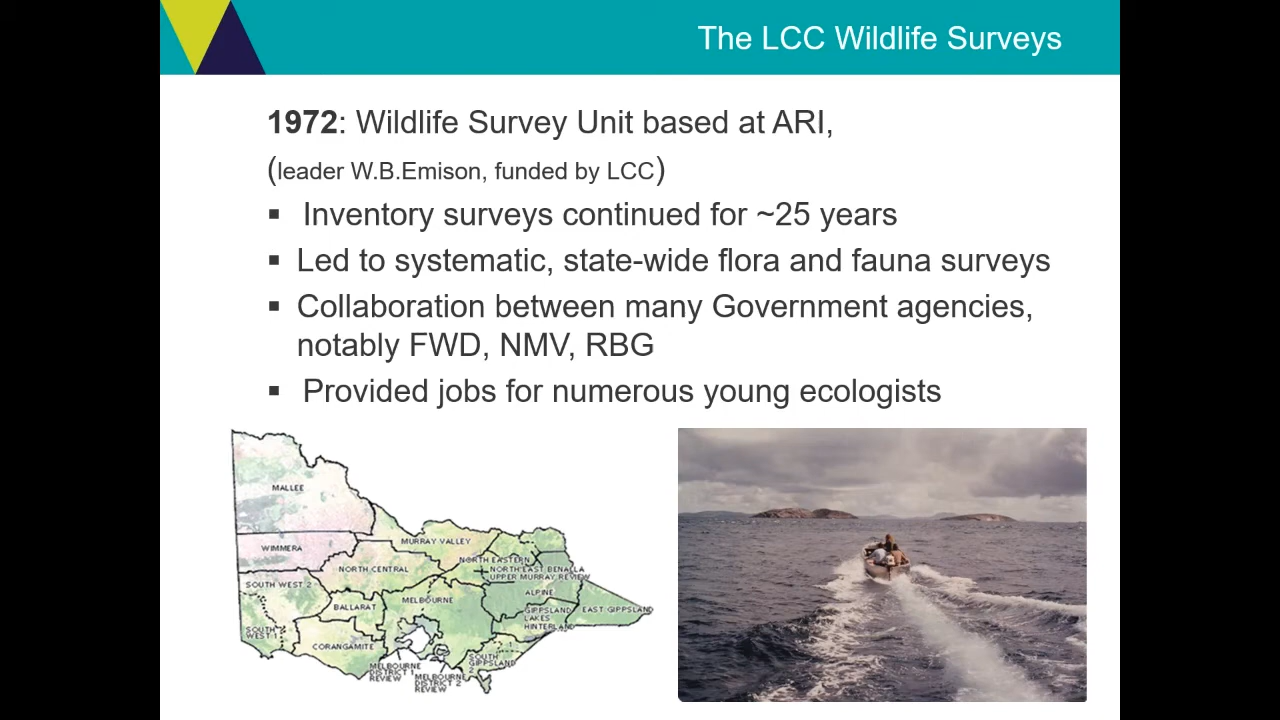 The LCC Wildlife Surveys
1972: Wildlife Survey Unit based at ARI,
(leader W.B.Emison, funded by LCC)
▪ Inventory surveys continued for ~25 years
▪ Led to systematic, state-wide flora and fauna surveys
▪ Collaboration between many Government agencies,
notably FWD, NMV, RBG
▪ Provided jobs for numerous young ecologists
MALLEE
WIMMERA
MURRAY VALLEY
NORTH EASTERN
NORTH CENTRAL
NORTH EAST BENALLA
UPPER MURRAY REVIEW
SOUTH WEST 2
ALPINE
MELBOURNE
BALLARAT
GIPPSLAND
LAKES
HINTERLAND
EAST GIPPSLAND
SOUTH
WEST 1
CORANGAMITE
SOUTH
GIPPSLAND
MELBOURNE
DISTRICT 1
REVIEW
MELBOURNE
DISTRICT 2
REVIEW